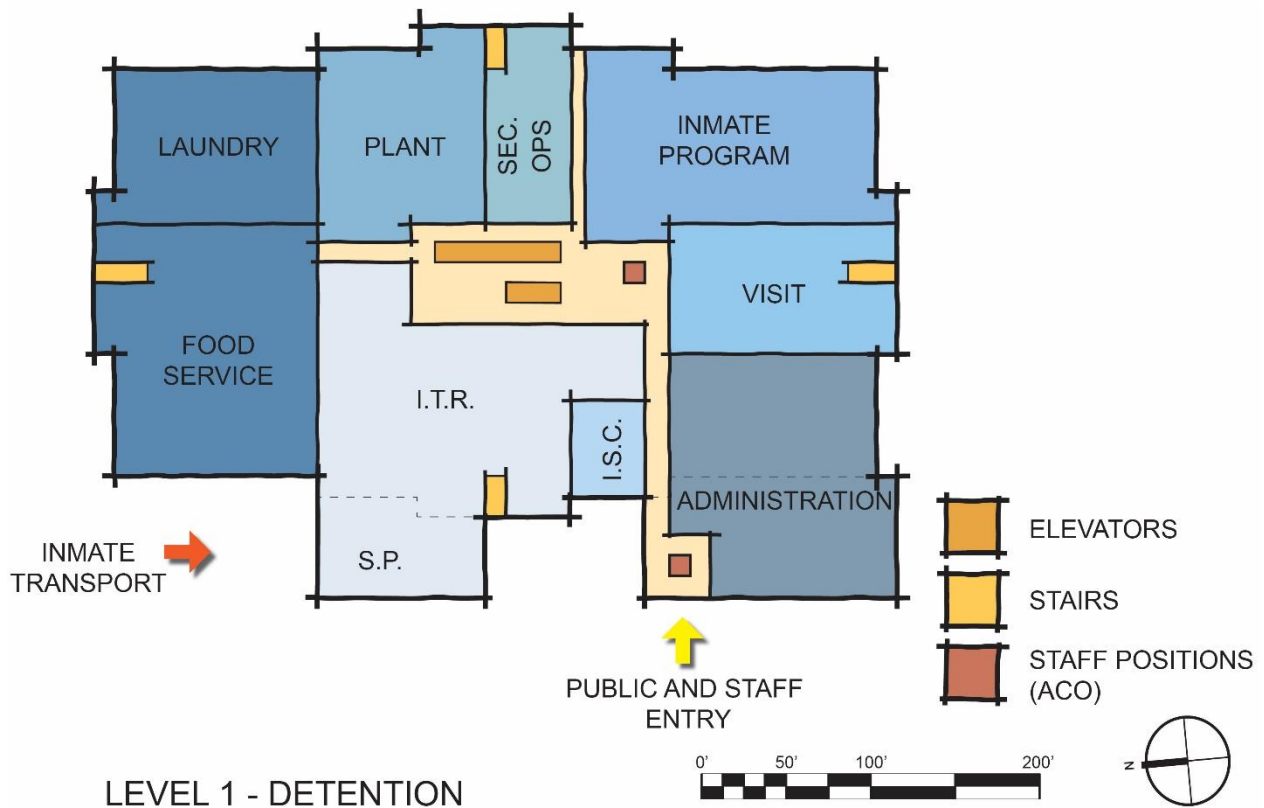 LAUNDRY
PLANT
SEC.
OPS
INMATE
PROGRAM
VISIT
FOOD
SERVICE
I.T.R.
I.S.C.
ADMINISTRATION
S.P.
INMATE
TRANSPORT
PUBLIC AND STAFF
ENTRY
ELEVATORS
STAIRS
STAFF POSITIONS
(ACO)
0' 50' 100' 200'
N
LEVEL 1 - DETENTION